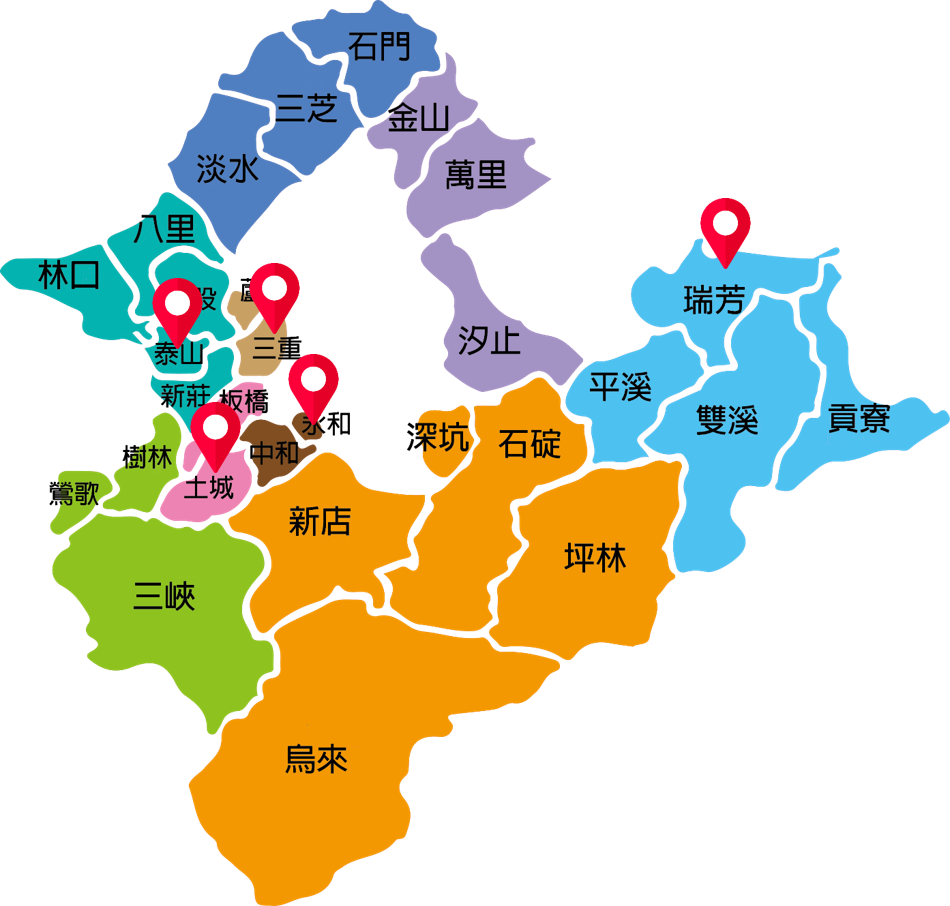 石門
三芝
金山
淡水
萬里
八里
林口
股
蘆
瑞芳
汐止
三重
泰山
平溪
新莊
板橋
雙溪
貢寮
永和
深坑
石碇
中和
樹林
土城
鶯歌
新店
坪林
三峽
烏來